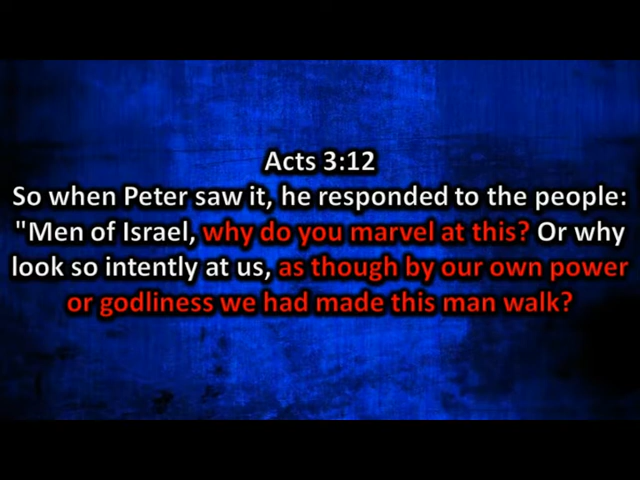 Acts 3:12
So when Peter saw it, he responded to the people:
"Men of Israel, why do you marvel at this? Or why
look so intently at us, as though by our own power
or godliness we had made this man walk?